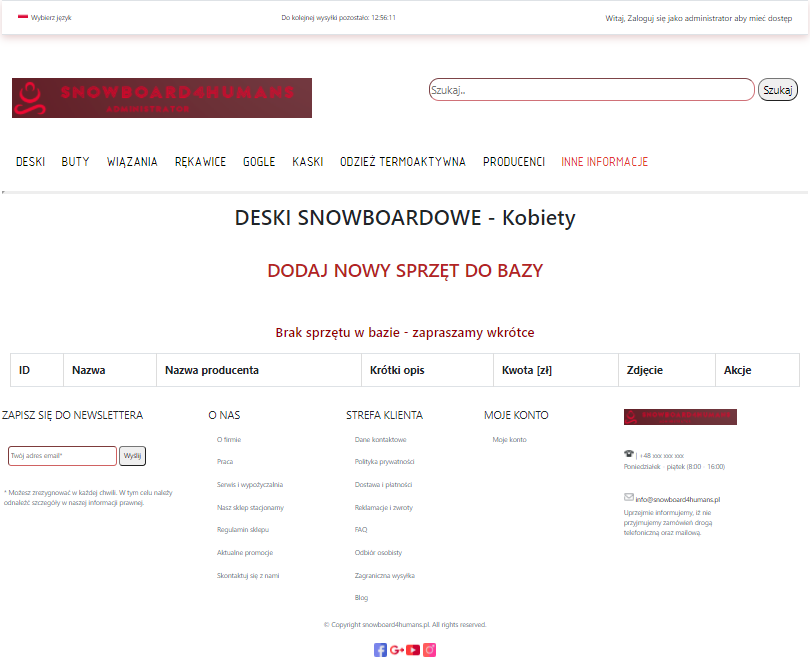 Wybierz język
Do kolejnej wysyłki pozostało: 12:56:11
Witaj, Zaloguj się jako administrator aby mieć dostęp
SNOWBOARD4HUMANS
ADMINISTRATOR
Szukaj..
Szukaj
DESKI BUTY WIĄZANIA RĘKAWICE GOGLE KASKI ODZIEŻ TERMOAKTYWNA PRODUCENCI INNE INFORMACJE
DESKI SNOWBOARDOWE - Kobiety
DODAJ NOWY SPRZĘT DO BAZY
Brak sprzętu w bazie - zapraszamy wkrótce
ID Nazwa Nazwa producenta Krótki opis Kwota [zł] Zdjęcie Akcje
ZAPISZ SIĘ DO NEWSLETTERA
Twój adres email*
Wyślij
* Możesz zrezygnować w każdej chwili. W tym celu należy
odnaleźć szczegóły w naszej informacji prawnej.
O NAS
O firmie
Praca
Serwis i wypożyczalnia
Nasz sklep stacjonarny
Regulamin sklepu
Aktualne promocje
Skontaktuj się z nami
STREFA KLIENTA
Dane kontaktowe
Polityka prywatności
Dostawa i płatności
Reklamacje i zwroty
FAQ
Odbiór osobisty
Zagraniczna wysyłka
Blog
MOJE KONTO
Moje konto
SNOWBOARD4HUMANS
| +48 xxx xxx xxx
Poniedziałek - piątek (8:00 - 16:00)
info@snowboard4humans.pl
Uprzejmie informujemy, iż nie
przyjmujemy zamówień drogą
telefoniczną oraz mailową.
© Copyright snowboard4humans.pl. All rights reserved.